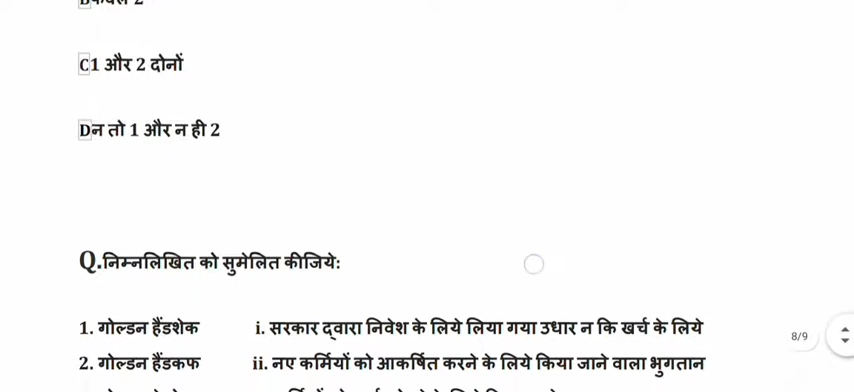 C1 और 2 दोनों
Dन तो 1 और न ही 2
Q.निम्नलिखित को सुमेलित कीजिये:
1. गोल्डन हैंडशेक i. सरकार द्वारा निवेश के लिये लिया गया उधार न कि खर्च के लिये
8/9
2. गोल्डन हैंडकफ ii. नए कर्मियों को आकर्षित करने के लिये किया जाने वाला भुगतान